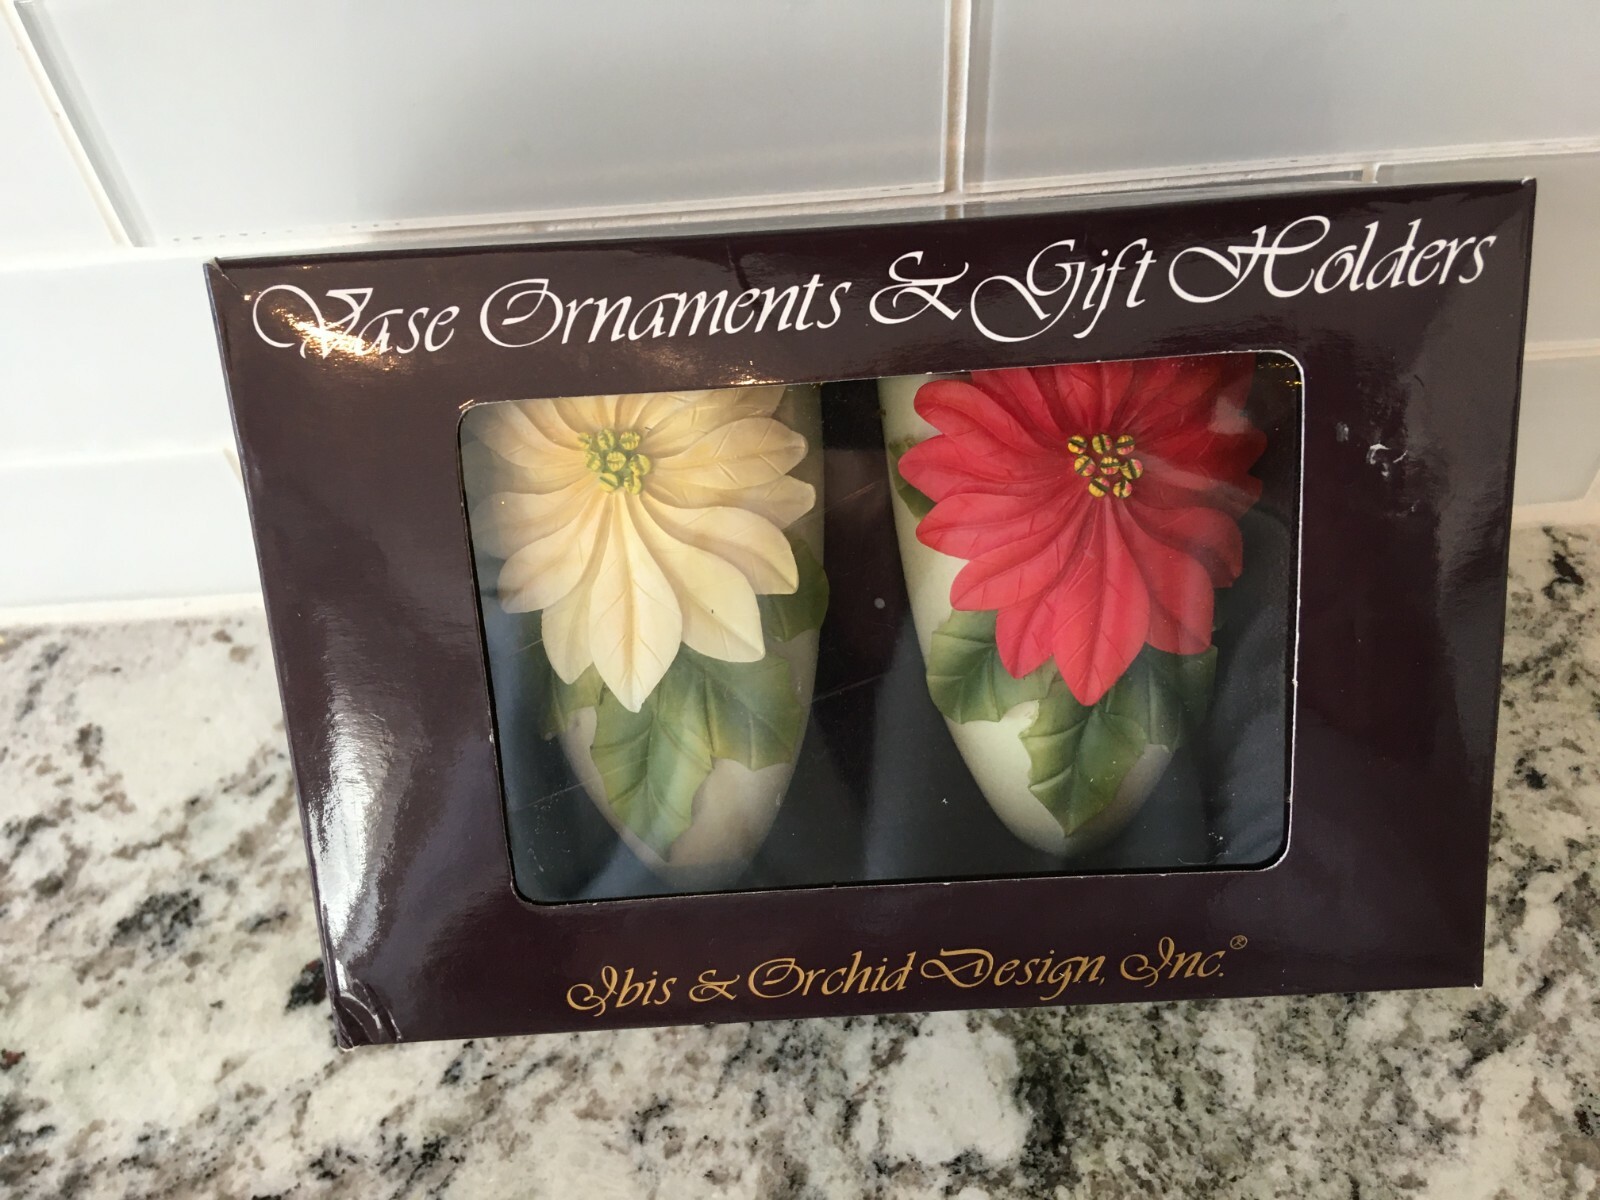 Vase Ornaments & Gift Holders
Ibis & Orchid Design, Inc.®